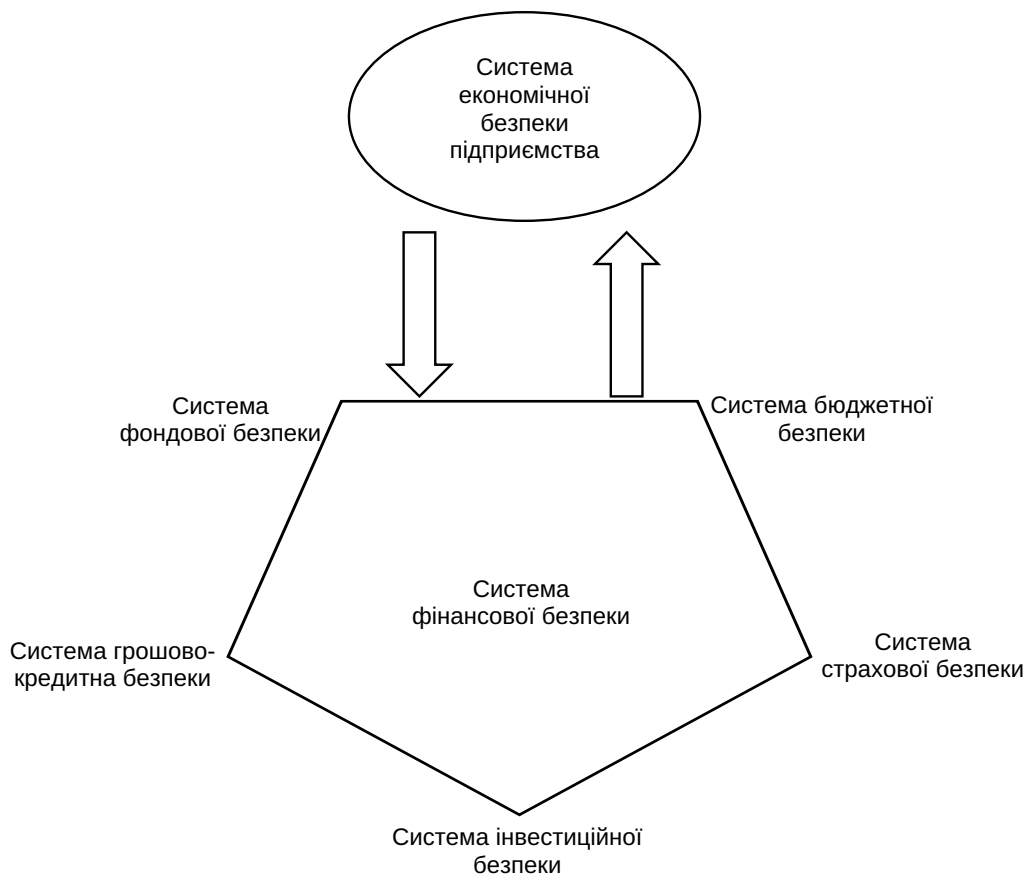 Система
економічної
безпеки
підприємства
Система
фондової безпеки
Система бюджетної
безпеки
Система
фінансової безпеки
Система грошово-
кредитна безпеки
Система
страхової безпеки
Система інвестиційної
безпеки